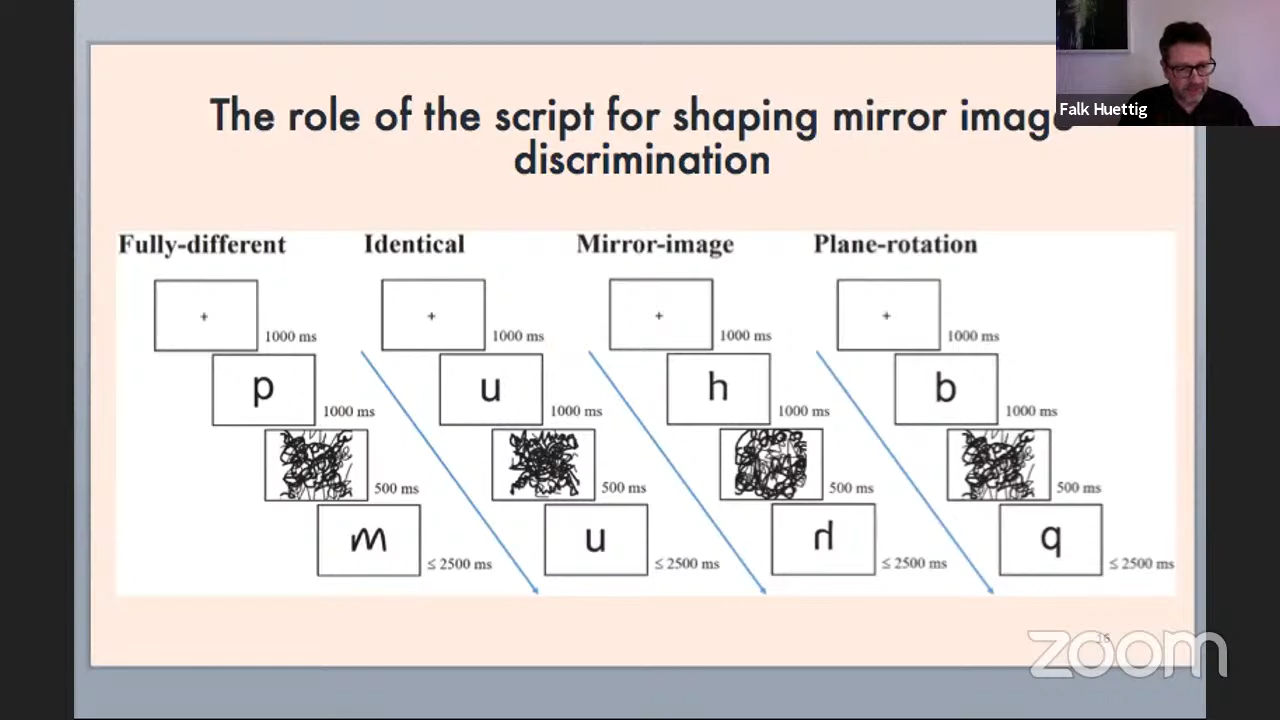 The role of the script for shaping mirror image
discrimination
Falk Huettig
Fully-different Identical Mirror-image Plane-rotation
+ + + +
1000 ms 1000 ms 1000 ms 1000 ms
p u h b
1000 ms 1000 ms 1000 ms 1000 ms
500 ms 500 ms 500 ms 500 ms
m u q
≤ 2500 ms ≤ 2500 ms ≤ 2500 ms ≤ 2500 ms
zoom